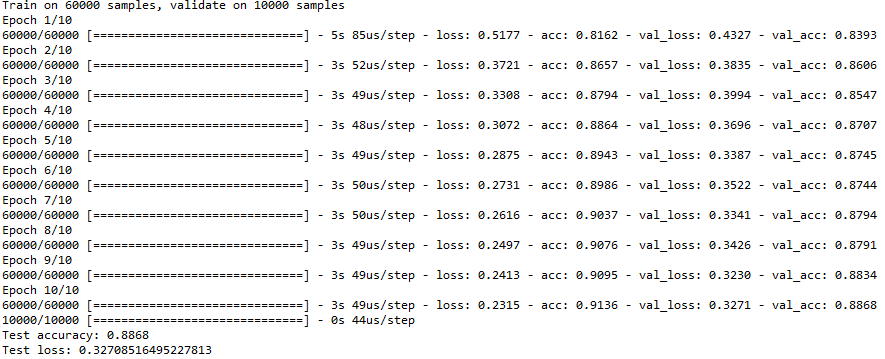 Train on 60000 samples, validate on 10000 samples
Epoch 1/10
60000/60000 [==============================] - 5s 85us/step - loss: 0.5177 - acc: 0.8162 - val_loss: 0.4327 - val_acc: 0.8393
Epoch 2/10
60000/60000 [==============================] - 3s 52us/step - loss: 0.3721 - acc: 0.8657 - val_loss: 0.3835 - val_acc: 0.8606
Epoch 3/10
60000/60000 [==============================] - 3s 49us/step - loss: 0.3308 - acc: 0.8794 - val_loss: 0.3994 - val_acc: 0.8547
Epoch 4/10
60000/60000 [==============================] - 3s 48us/step - loss: 0.3072 - acc: 0.8864 - val_loss: 0.3696 - val_acc: 0.8707
Epoch 5/10
60000/60000 [==============================] - 3s 49us/step - loss: 0.2875 - acc: 0.8943 - val_loss: 0.3387 - val_acc: 0.8745
Epoch 6/10
60000/60000 [==============================] - 3s 50us/step - loss: 0.2731 - acc: 0.8986 - val_loss: 0.3522 - val_acc: 0.8744
Epoch 7/10
60000/60000 [==============================] - 3s 50us/step - loss: 0.2616 - acc: 0.9037 - val_loss: 0.3341 - val_acc: 0.8794
Epoch 8/10
60000/60000 [==============================] - 3s 49us/step - loss: 0.2497 - acc: 0.9076 - val_loss: 0.3426 - val_acc: 0.8791
Epoch 9/10
60000/60000 [==============================] - 3s 49us/step - loss: 0.2413 - acc: 0.9095 - val_loss: 0.3230 - val_acc: 0.8834
Epoch 10/10
60000/60000 [==============================] - 3s 49us/step - loss: 0.2315 - acc: 0.9136 - val_loss: 0.3271 - val_acc: 0.8868
10000/10000 [==============================] - 0s 44us/step
Test accuracy: 0.8868
Test loss: 0.32708516495227813